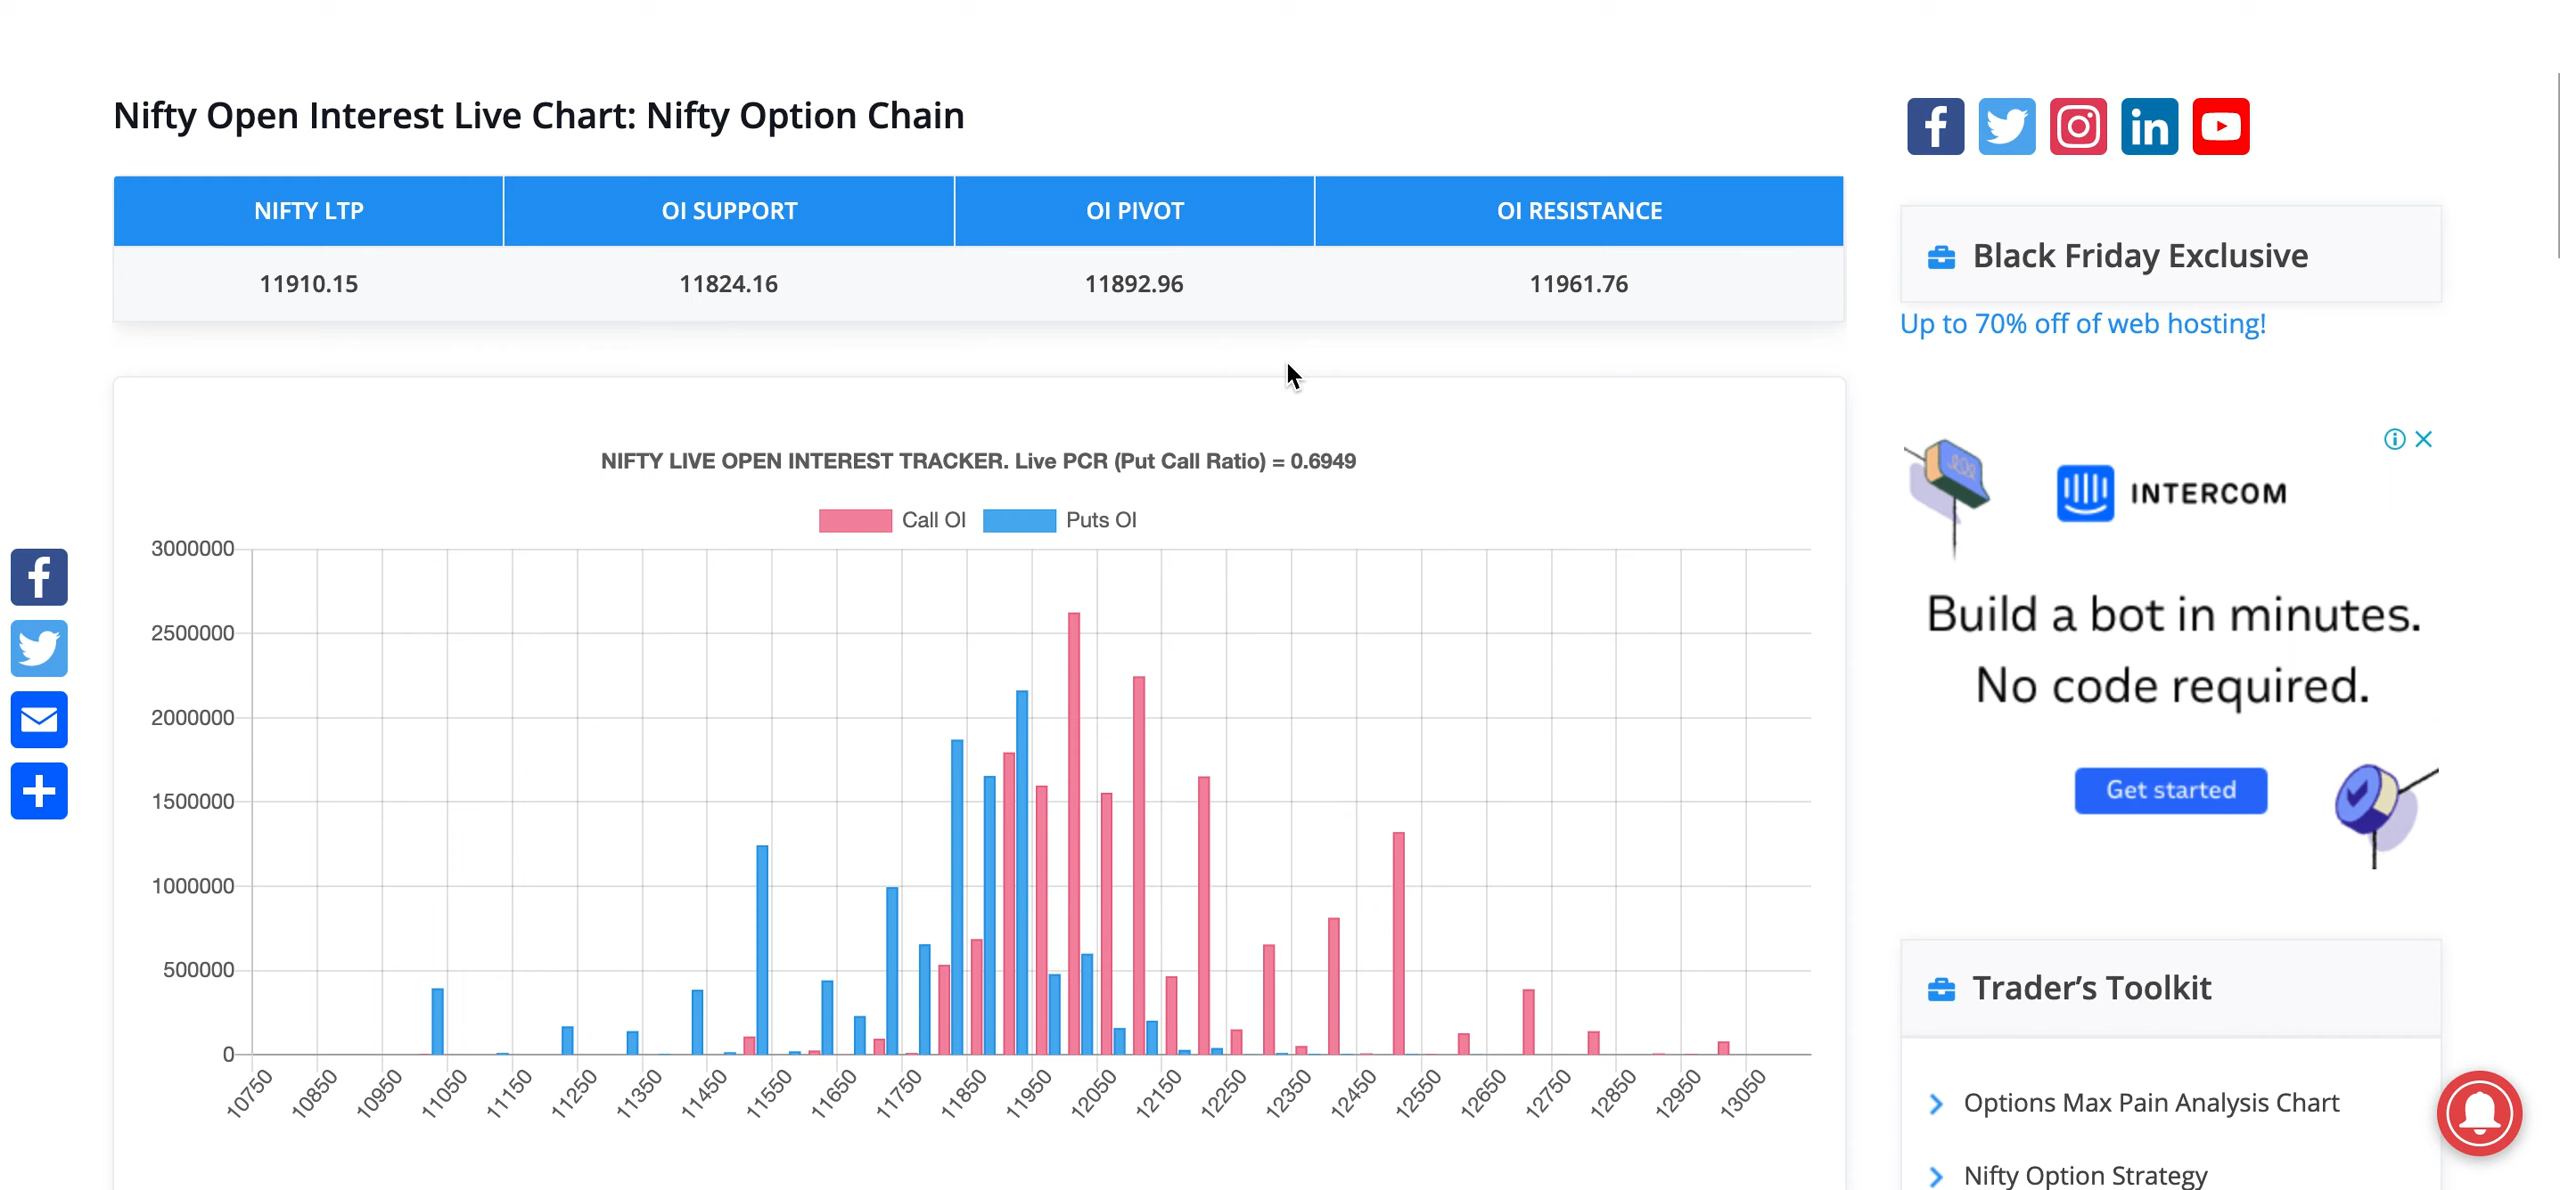 Nifty Open Interest Live Chart: Nifty Option Chain
NIFTY LTP OI SUPPORT OI PIVOT OI RESISTANCE
11910.15 11824.16 11892.96 11961.76
NIFTY LIVE OPEN INTEREST TRACKER. Live PCR (Put Call Ratio) = 0.6949
Call OI Puts OI
3000000
2500000
2000000
1500000
1000000
500000
0
10750 10850 10950 11050 11150 11250 11350 11450 11550 11650 11750 11850 11950 12050 12150 12250 12350 12450 12550 12650 12750 12850 12950 13050
Black Friday Exclusive
Up to 70% off of web hosting!
INTERCOM
Build a bot in minutes.
No code required.
Get started
Trader’s Toolkit
Options Max Pain Analysis Chart
Nifty Option Strategy